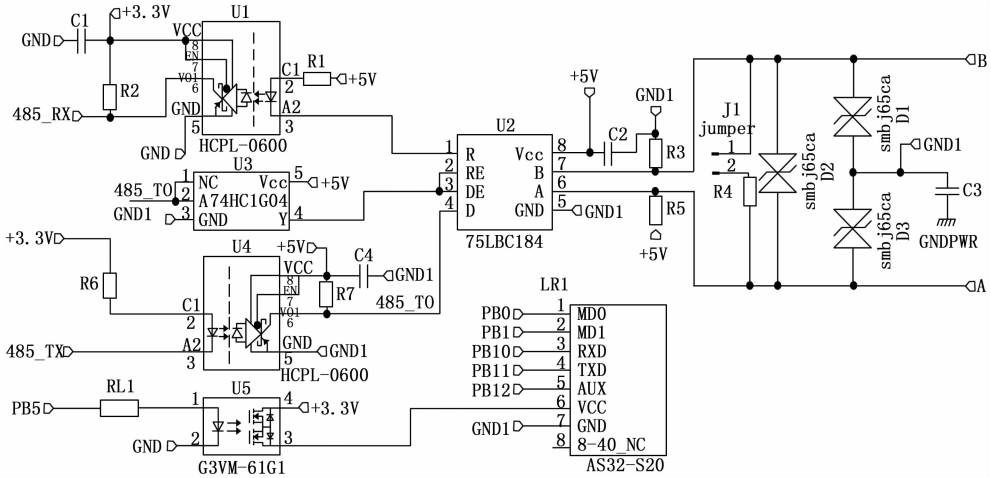 C1
+3.3V
U1
GND
VCC
8
EN
7
VO1
6
R2
C1
2
R1
+5V
485_RX
GND
5
A2
3
GND
HCPL-0600
U3
485_TO
1
NC
Vcc
5
+5V
2
A74HC1G04
GND1
3
GND
Y
4
+3.3V
U4
+5V
C4
VCC
8
EN
7
VO1
6
GND1
R6
R7
485_TO
C1
2
485_TX
A2
3
GND
5
GND1
HCPL-0600
RL1
U5
PB5
1
4
+3.3V
GND
2
3
G3VM-61G1
U2
1
R
Vcc
8
2
RE
B
7
3
DE
A
6
4
D
GND
5
GND1
75LBC184
+5V
C2
GND1
R3
R5
+5V
J1
jumper
1
2
R4
smbj65ca
D2
smbj65ca
D1
smbj65ca
D3
GND1
C3
GNDPWR
B
A
LR1
PB0
1
MD0
PB1
2
MD1
PB10
3
RXD
PB11
4
TXD
PB12
5
AUX
6
VCC
GND1
7
GND
8
8-40_NC
AS32-S20